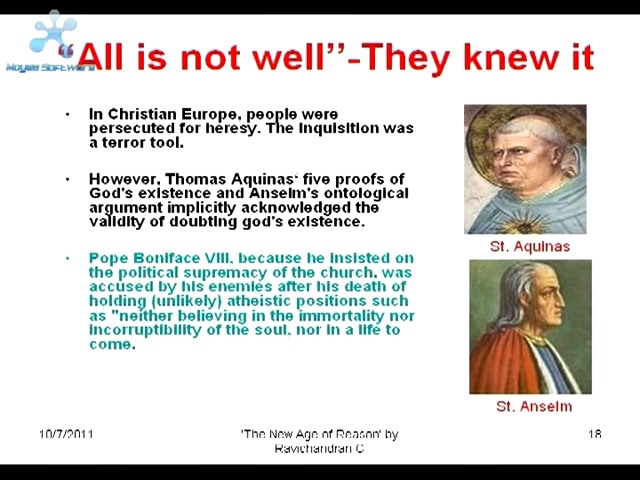 “All is not well”-They knew it
Moyea Software
• In Christian Europe, people were
persecuted for heresy. The Inquisition was
a terror tool.
• However, Thomas Aquinas‘ five proofs of
God's existence and Anselm's ontological
argument implicitly acknowledged the
validity of doubting god's existence.
• Pope Boniface VIII, because he insisted on
the political supremacy of the church, was
accused by his enemies after his death of
holding (unlikely) atheistic positions such
as "neither believing in the immortality nor
incorruptibility of the soul, nor in a life to
come.
St. Aquinas
St. Anselm
10/7/2011
'The New Age of Reason' by
Ravichandran C
18